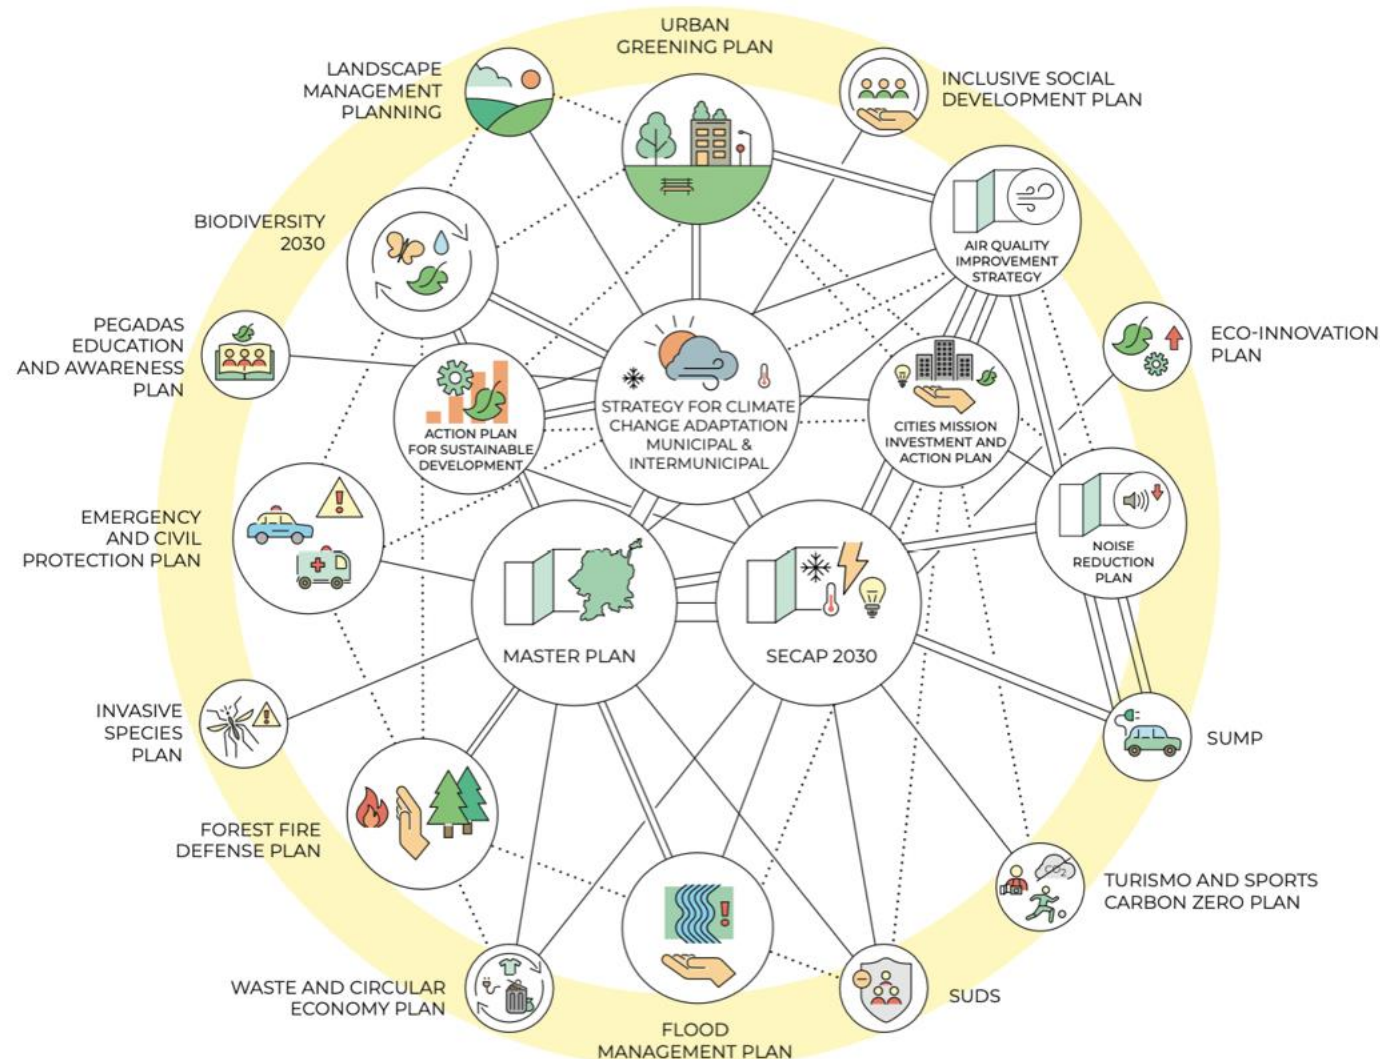 URBAN
GREENING PLAN
LANDSCAPE
MANAGEMENT
PLANNING
INCLUSIVE SOCIAL
DEVELOPMENT PLAN
BIODIVERSITY
2030
AIR QUALITY
IMPROVEMENT
STRATEGY
PEGADAS
EDUCATION
AND AWARENESS
PLAN
ECO-INNOVATION
PLAN
ACTION PLAN
FOR SUSTAINABLE
DEVELOPMENT
STRATEGY FOR CLIMATE
CHANGE ADAPTATION
MUNICIPAL &
INTERMUNICIPAL
CITIES MISSION
INVESTMENT AND
ACTION PLAN
EMERGENCY
AND CIVIL
PROTECTION PLAN
NOISE
REDUCTION
PLAN
MASTER PLAN
SECAP 2030
INVASIVE
SPECIES
PLAN
SUMP
FOREST FIRE
DEFENSE PLAN
CO2
TURISMO AND SPORTS
CARBON ZERO PLAN
WASTE AND CIRCULAR
ECONOMY PLAN
SUDS
FLOOD
MANAGEMENT PLAN